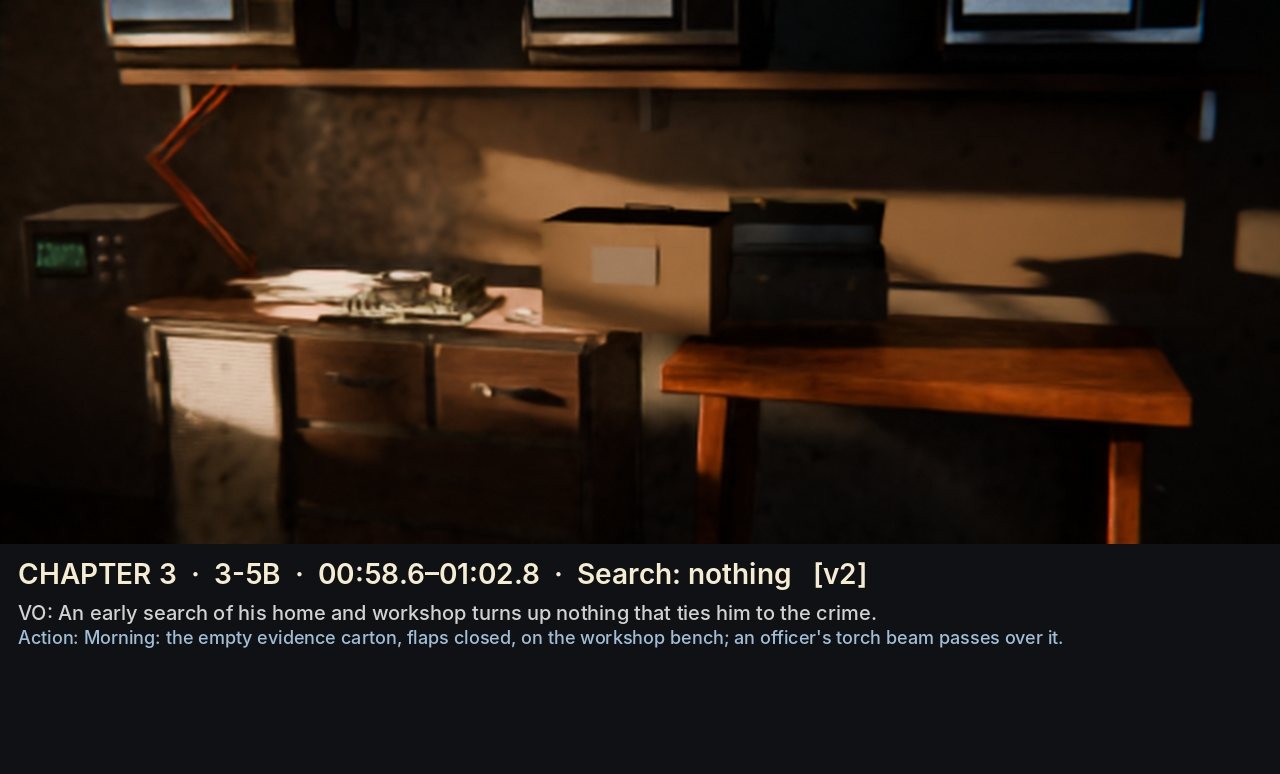 CHAPTER 3 · 3-5B · 00:58.6–01:02.8 · Search: nothing [v2]
VO: An early search of his home and workshop turns up nothing that ties him to the crime.
Action: Morning: the empty evidence carton, flaps closed, on the workshop bench; an officer's torch beam passes over it.